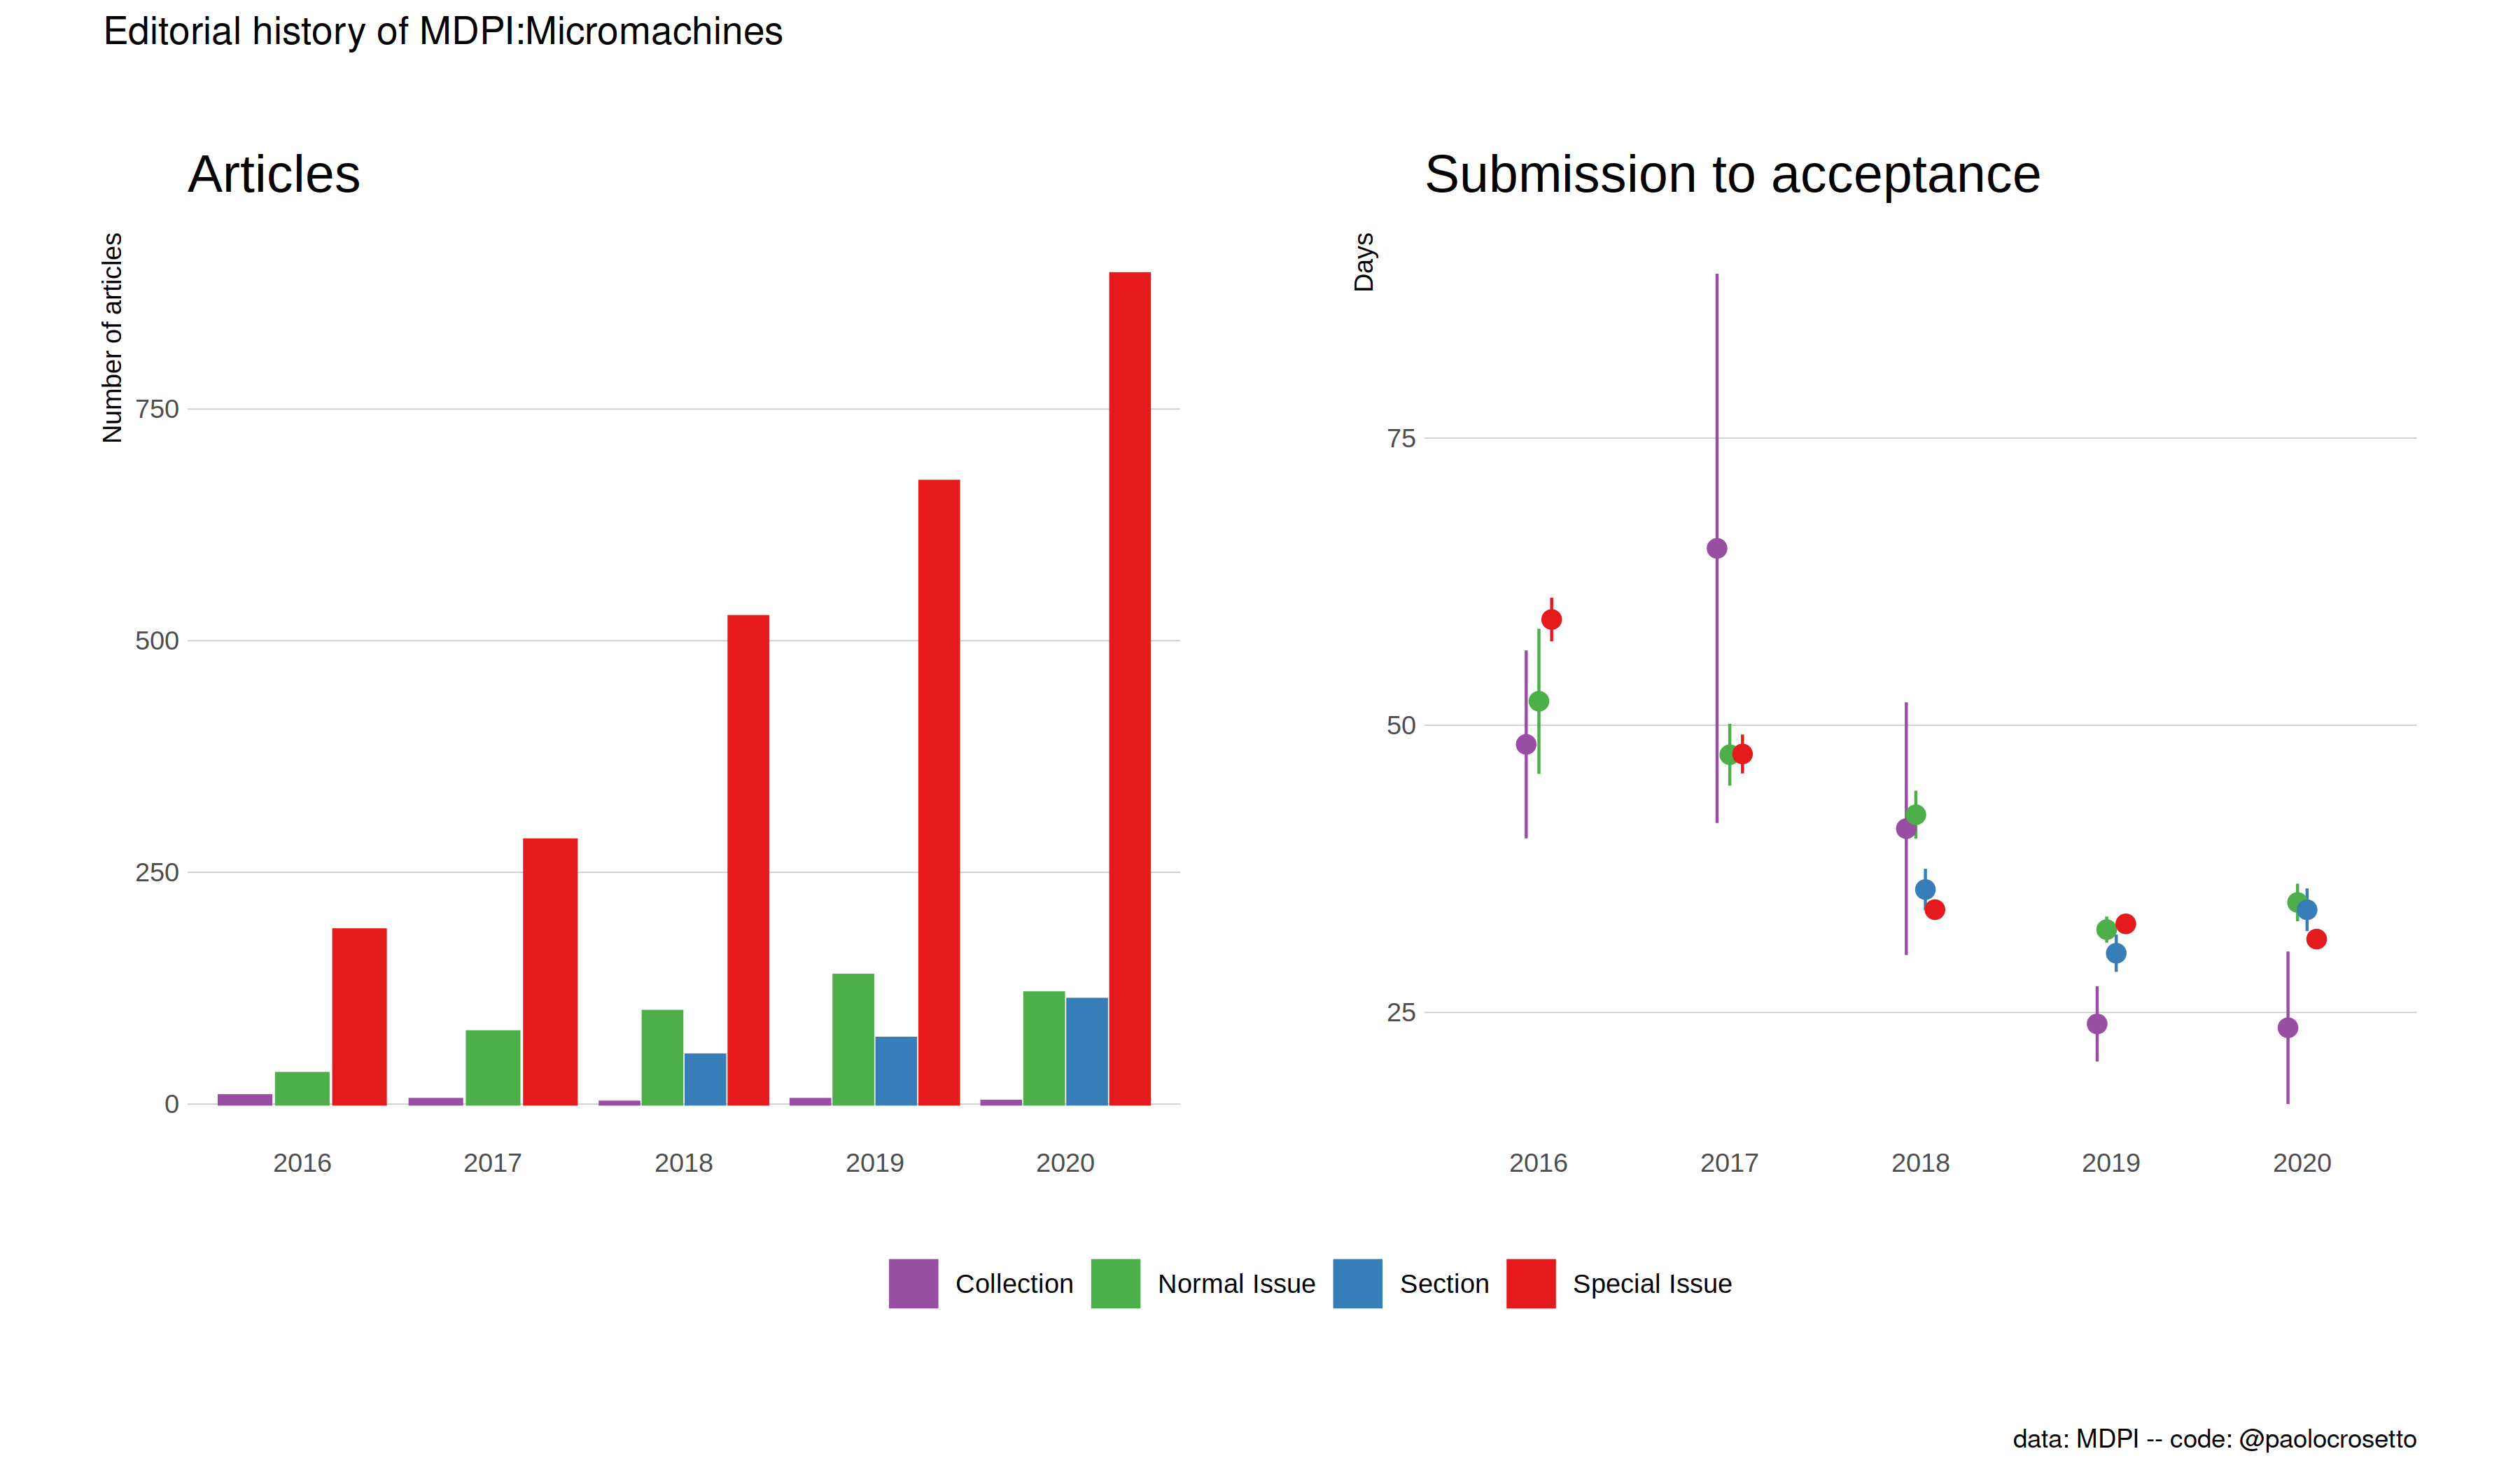 Editorial history of MDPI:Micromachines
Articles
Number of articles
750
500
250
0
2016 2017 2018 2019 2020
Submission to acceptance
Days
75
50
25
2016 2017 2018 2019 2020
Collection Normal Issue Section Special Issue
data: MDPI -- code: @paolocrosetto